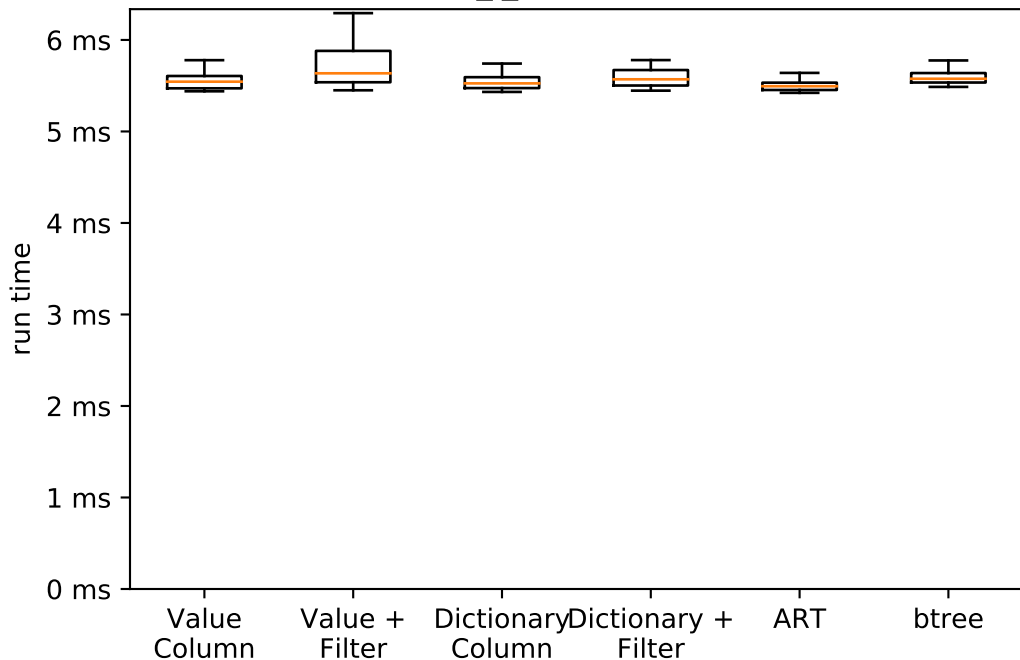 6 ms
5 ms
4 ms
3 ms
2 ms
1 ms
0 ms
run time
Value Column
Value + Filter
Dictionary Column
Dictionary + Filter
ART
btree